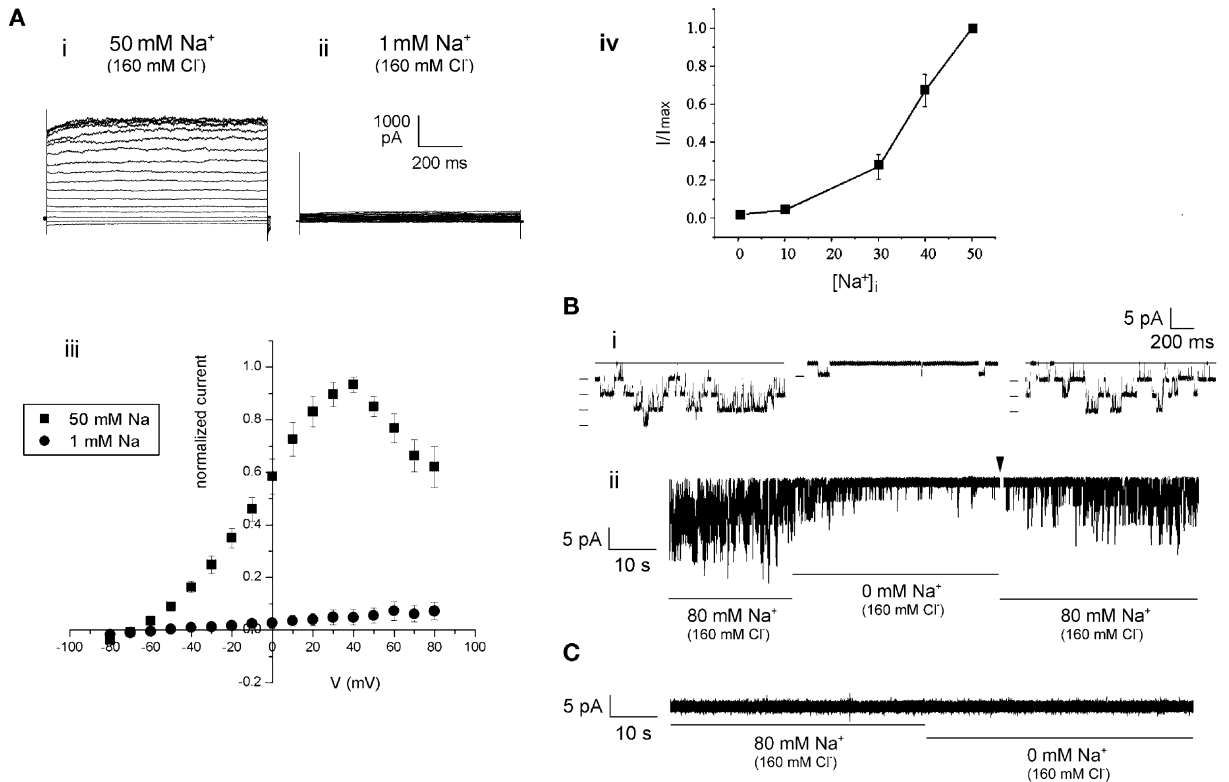 A
i
50 mM Na⁺
(160 mM Cl⁻)
ii
1 mM Na⁺
(160 mM Cl⁻)
1000
pA
200 ms
iii
50 mM Na
1 mM Na
normalized current
1.0
0.8
0.6
0.4
0.2
0.0
-0.2
-100 -80 -60 -40 -20 0 20 40 60 80 100
V (mV)
iv
I/Imax
1.0
0.8
0.6
0.4
0.2
0.0
0 10 20 30 40 50
[Na⁺]i
B
5 pA
200 ms
i
ii
5 pA
10 s
80 mM Na⁺
(160 mM Cl⁻)
0 mM Na⁺
(160 mM Cl⁻)
80 mM Na⁺
(160 mM Cl⁻)
C
5 pA
10 s
80 mM Na⁺
(160 mM Cl⁻)
0 mM Na⁺
(160 mM Cl⁻)